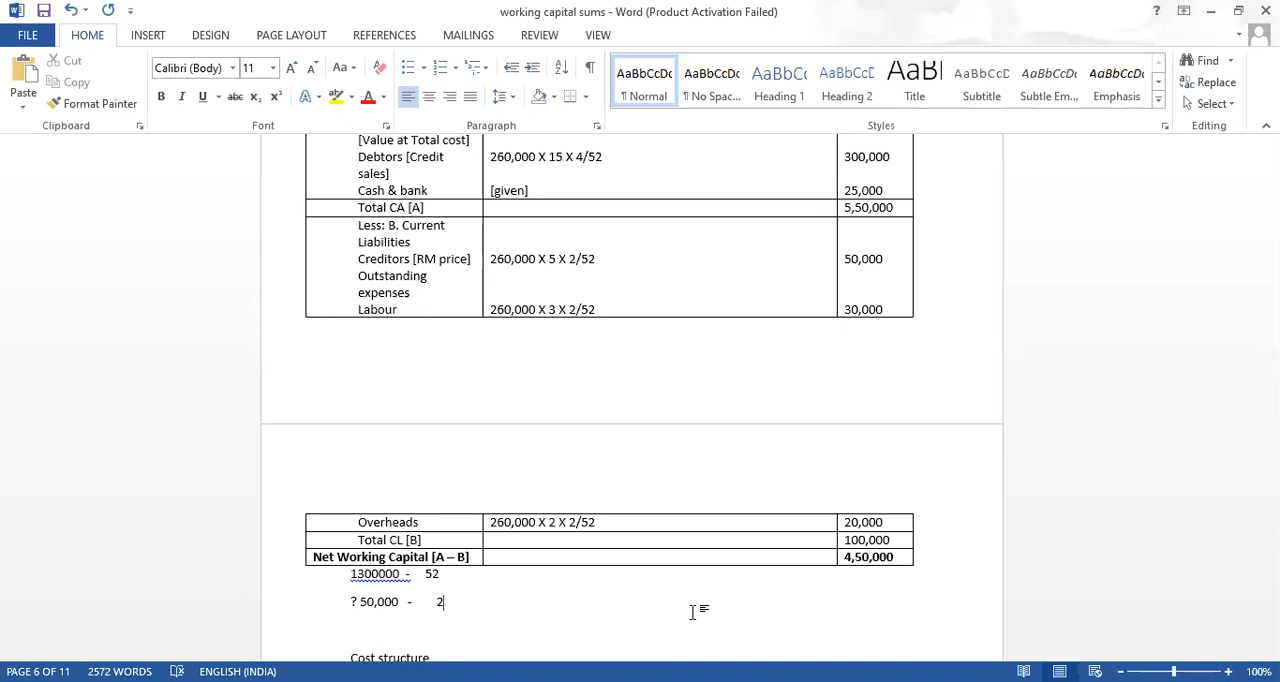 working capital sums - Word (Product Activation Failed)
FILE HOME INSERT DESIGN PAGE LAYOUT REFERENCES MAILINGS REVIEW VIEW
Paste
Cut
Copy
Format Painter
Clipboard
Calibri (Body) 11
Font
Paragraph
AaBbCcDc AaBbCcDc AaBbC AaBbCcD AaBl AaBbCcD AaBbCcDc AaBbCcDc
¶ Normal ¶ No Spac... Heading 1 Heading 2 Title Subtitle Subtle Em... Emphasis
Styles
Find
Replace
Select
Editing
[Value at Total cost]
Debtors [Credit 260,000 X 15 X 4/52 300,000
sales]
Cash & bank [given] 25,000
Total CA [A] 5,50,000
Less: B. Current
Liabilities
Creditors [RM price] 260,000 X 5 X 2/52 50,000
Outstanding
expenses
Labour 260,000 X 3 X 2/52 30,000
Overheads 260,000 X 2 X 2/52 20,000
Total CL [B] 100,000
Net Working Capital [A – B] 4,50,000
1300000 - 52
? 50,000 - 2
Cost structure
PAGE 6 OF 11 2572 WORDS ENGLISH (INDIA) 100%